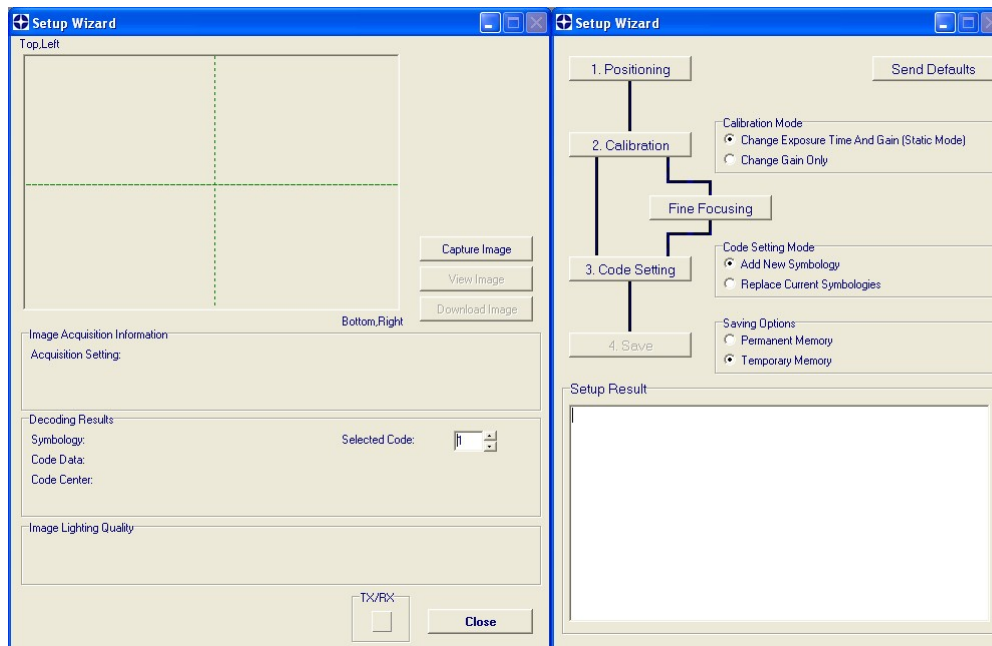 Setup Wizard
Top,Left
Capture Image
View Image
Download Image
Bottom,Right
Image Acquisition Information
Acquisition Setting:
Decoding Results
Symbology:
Selected Code:
1
Code Data:
Code Center:
Image Lighting Quality
TX/RX
Close
Setup Wizard
1. Positioning
Send Defaults
Calibration Mode
2. Calibration
Change Exposure Time And Gain (Static Mode)
Change Gain Only
Fine Focusing
Code Setting Mode
3. Code Setting
Add New Symbology
Replace Current Symbologies
Saving Options
4. Save
Permanent Memory
Temporary Memory
Setup Result